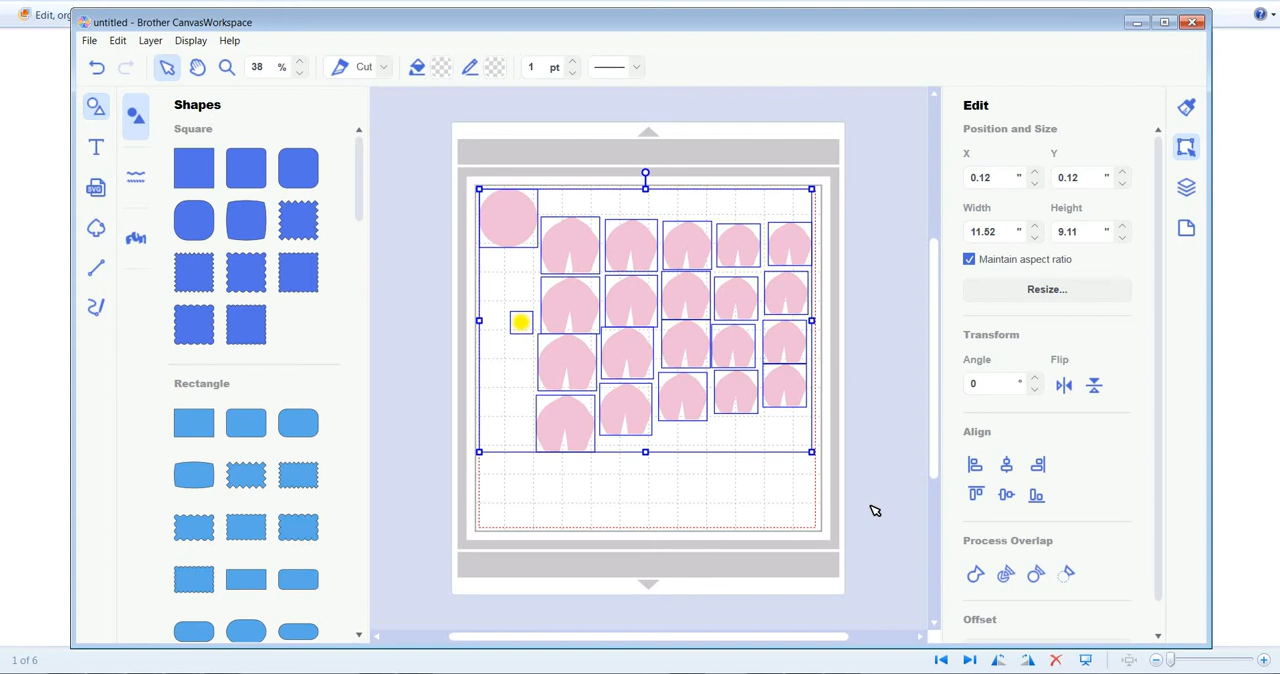 Edit, org
untitled - Brother CanvasWorkspace
File Edit Layer Display Help
38 % Cut 1 pt
Shapes
Square
Rectangle
SVG
Edit
Position and Size
X Y
0.12 " 0.12 "
Width Height
11.52 " 9.11 "
Maintain aspect ratio
Resize...
Transform
Angle Flip
0 °
Align
Process Overlap
Offset
1 of 6